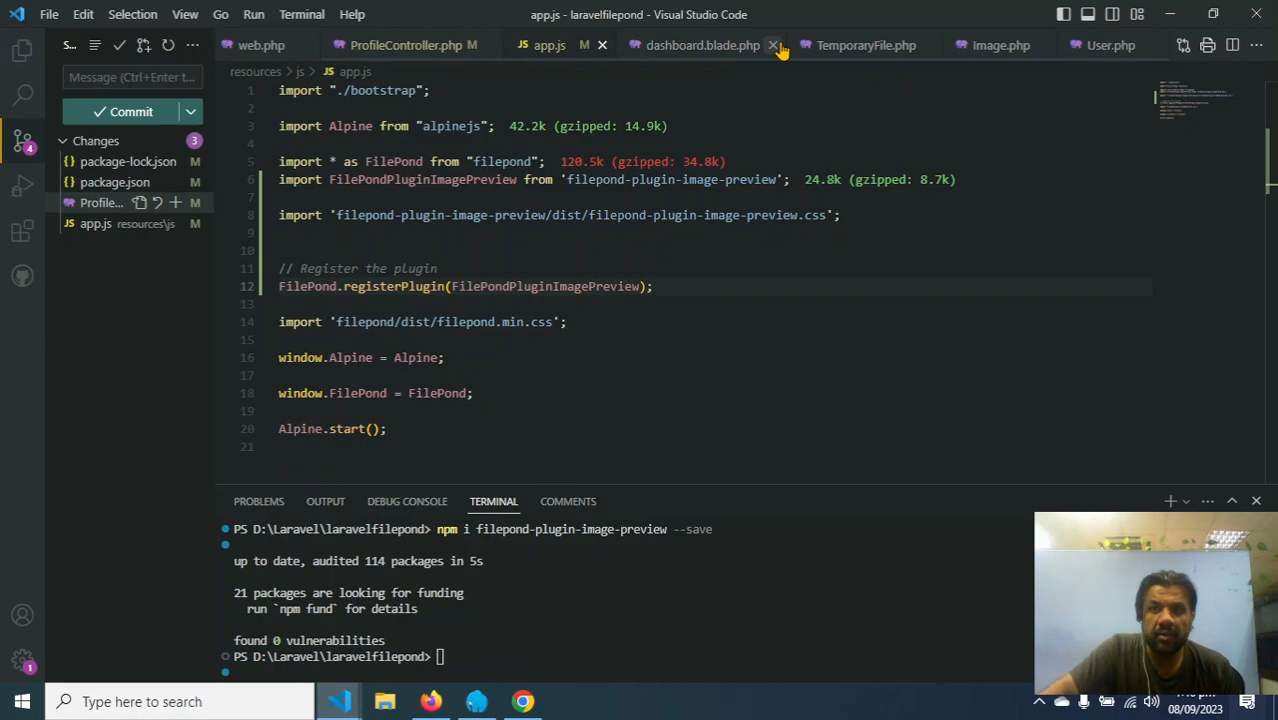 File Edit Selection View Go Run Terminal Help
app.js - laravelfilepond - Visual Studio Code
S...
web.php
ProfileController.php M
app.js M
dashboard.blade.php
TemporaryFile.php
Image.php
User.php
resources > js > app.js
Message (Ctrl+Enter t...
Commit
Changes 3
package-lock.json M
package.json M
Profile... M
app.js resources\js M
4
1
1 import "./bootstrap";
2
3 import Alpine from "alpinejs"; 42.2k (gzipped: 14.9k)
4
5 import * as FilePond from "filepond"; 120.5k (gzipped: 34.8k)
6 import FilePondPluginImagePreview from 'filepond-plugin-image-preview'; 24.8k (gzipped: 8.7k)
7
8 import 'filepond-plugin-image-preview/dist/filepond-plugin-image-preview.css';
9
10
11 // Register the plugin
12 FilePond.registerPlugin(FilePondPluginImagePreview);
13
14 import 'filepond/dist/filepond.min.css';
15
16 window.Alpine = Alpine;
17
18 window.FilePond = FilePond;
19
20 Alpine.start();
21
PROBLEMS OUTPUT DEBUG CONSOLE TERMINAL COMMENTS
PS D:\Laravel\laravelfilepond> npm i filepond-plugin-image-preview --save
up to date, audited 114 packages in 5s
21 packages are looking for funding
run `npm fund` for details
found 0 vulnerabilities
PS D:\Laravel\laravelfilepond>
Type here to search
08/09/2023